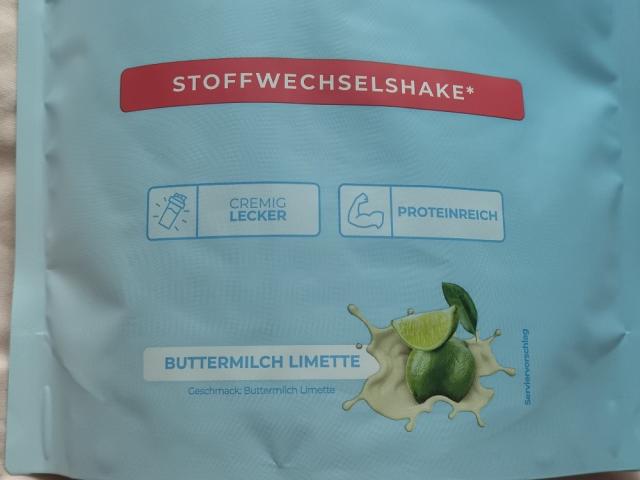 STOFFWECHSELSHAKE*
CREMIG
LECKER
PROTEINREICH
BUTTERMILCH LIMETTE
Geschmack: Buttermilch Limette
Serviervorschlag